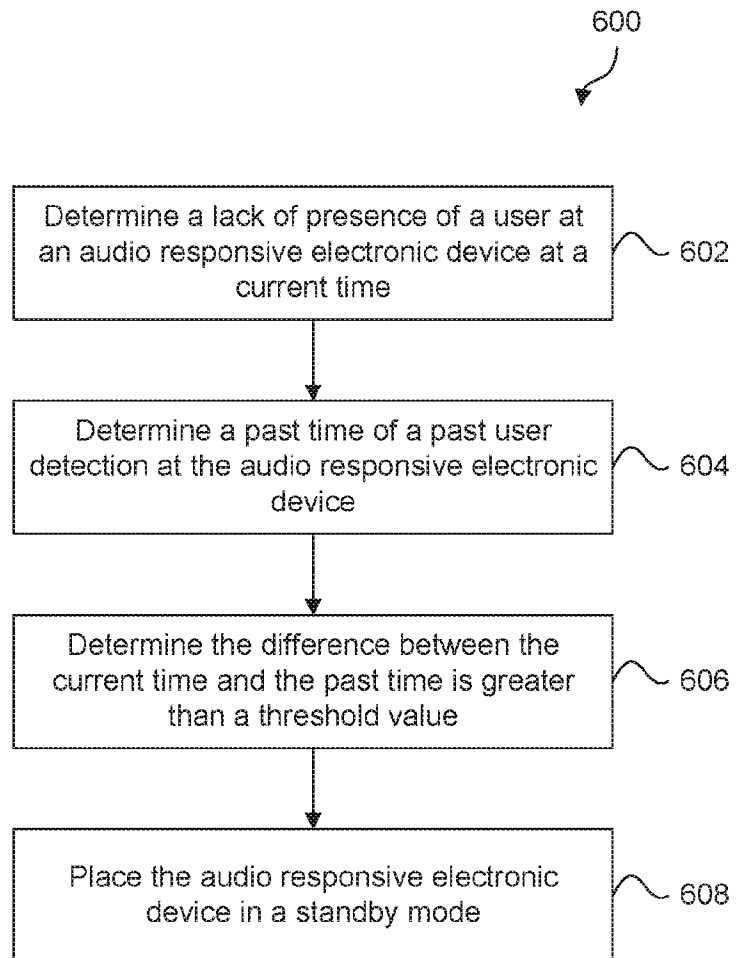 600
Determine a lack of presence of a user at
an audio responsive electronic device at a
current time
602
Determine a past time of a past user
detection at the audio responsive electronic
device
604
Determine the difference between the
current time and the past time is greater
than a threshold value
606
Place the audio responsive electronic
device in a standby mode
608